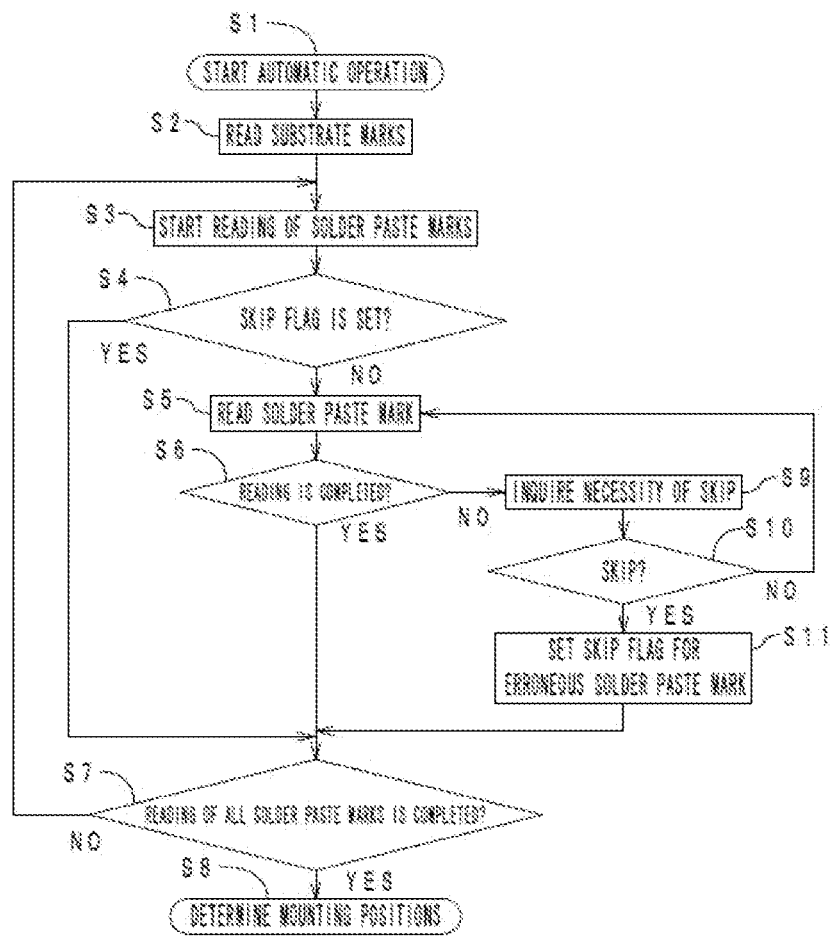 S1
START AUTOMATIC OPERATION
S2
READ SUBSTRATE MARKS
S3
START READING OF SOLDER PASTE MARKS
S4
SKIP FLAG IS SET?
YES
NO
S5
READ SOLDER PASTE MARK
S6
READING IS COMPLETED?
NO
YES
INQUIRE NECESSITY OF SKIP
S9
S10
SKIP?
NO
YES
S11
SET SKIP FLAG FOR
ERRONEOUS SOLDER PASTE MARK
S7
READING OF ALL SOLDER PASTE MARKS IS COMPLETED?
NO
YES
S8
DETERMINE MOUNTING POSITIONS